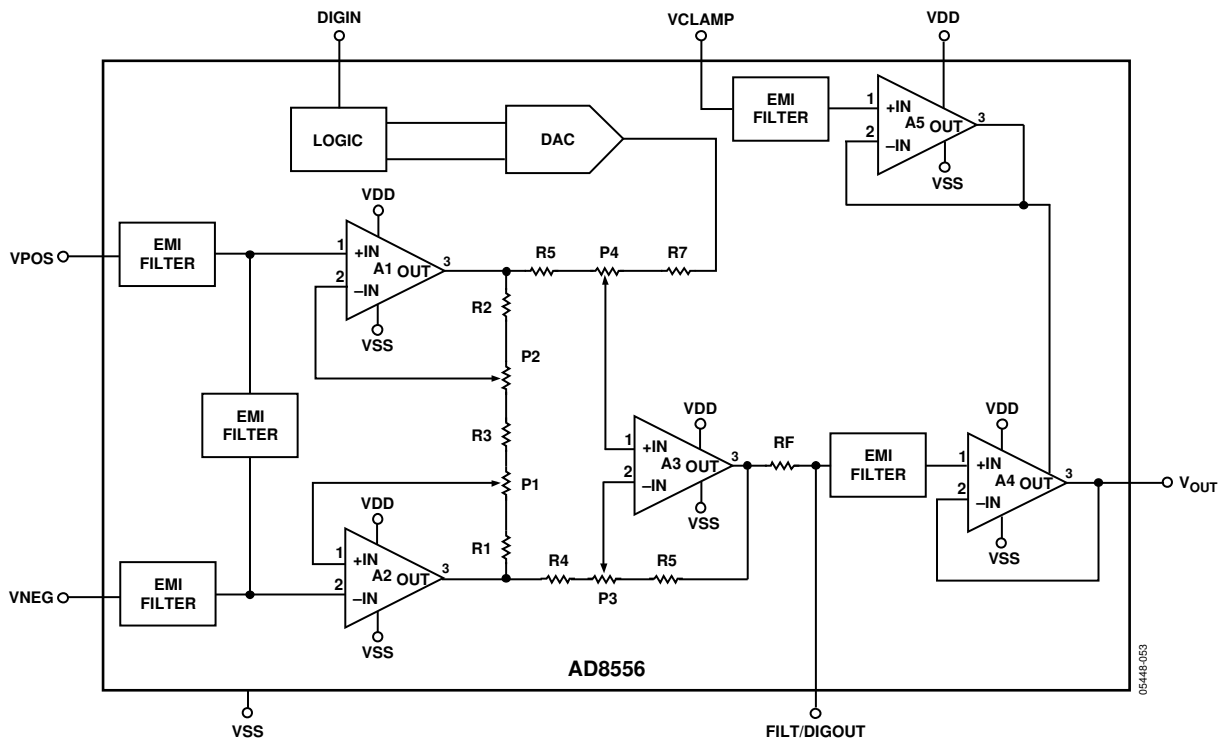 DIGIN
VCLAMP
VDD
LOGIC
DAC
EMI
FILTER
1
+IN
2
–IN
A5
OUT
3
VSS
VPOS
EMI
FILTER
VDD
1
+IN
2
–IN
A1
OUT
3
VSS
R5
P4
R7
R2
P2
R3
P1
R1
EMI
FILTER
VDD
1
+IN
2
–IN
A3
OUT
3
VSS
RF
EMI
FILTER
VDD
1
+IN
2
–IN
A4
OUT
3
VSS
VOUT
VNEG
EMI
FILTER
VDD
1
+IN
2
–IN
A2
OUT
3
VSS
R4
P3
R5
AD8556
05448-053
VSS
FILT/DIGOUT